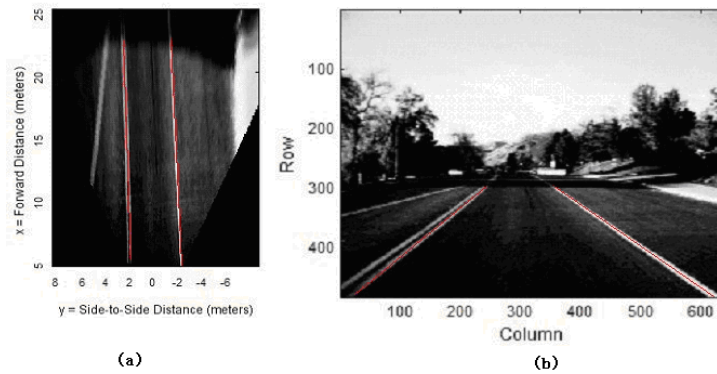 x = Forward Distance (meters)
25
20
15
10
5
8 6 4 2 0 -2 -4 -6
y = Side-to-Side Distance (meters)
(a)
Row
100
200
300
400
100 200 300 400 500 600
Column
(b)